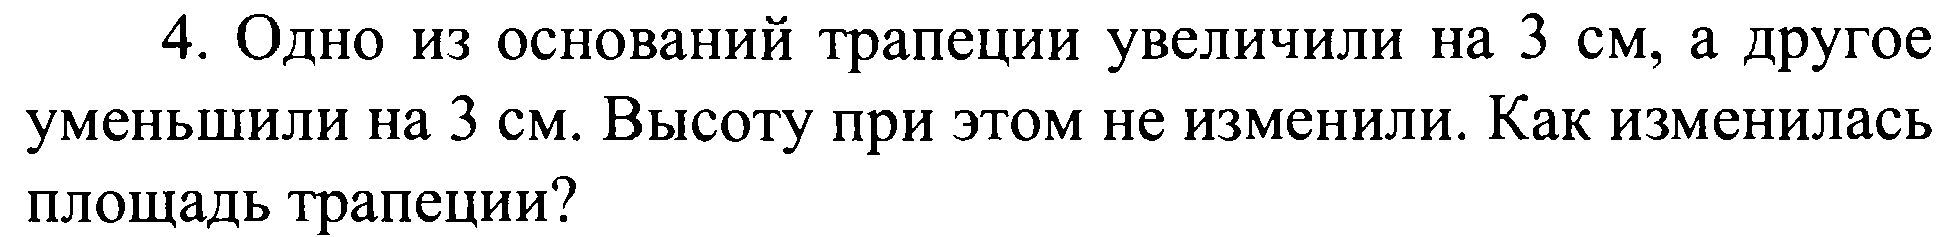 4. Одно из оснований трапеции увеличили на 3 см, а другое
уменьшили на 3 см. Высоту при этом не изменили. Как изменилась
площадь трапеции?